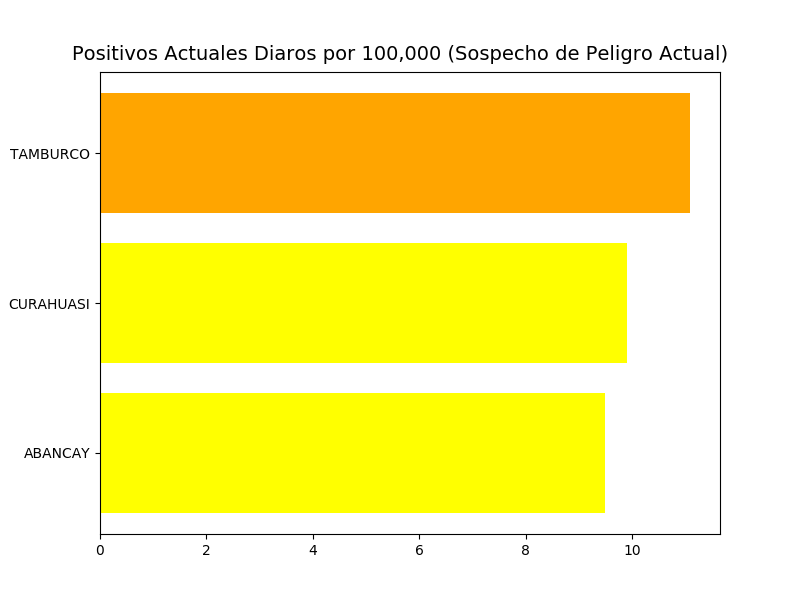 Positivos Actuales Diaros por 100,000 (Sospecho de Peligro Actual)
TAMBURCO
CURAHUASI
ABANCAY
0 2 4 6 8 10